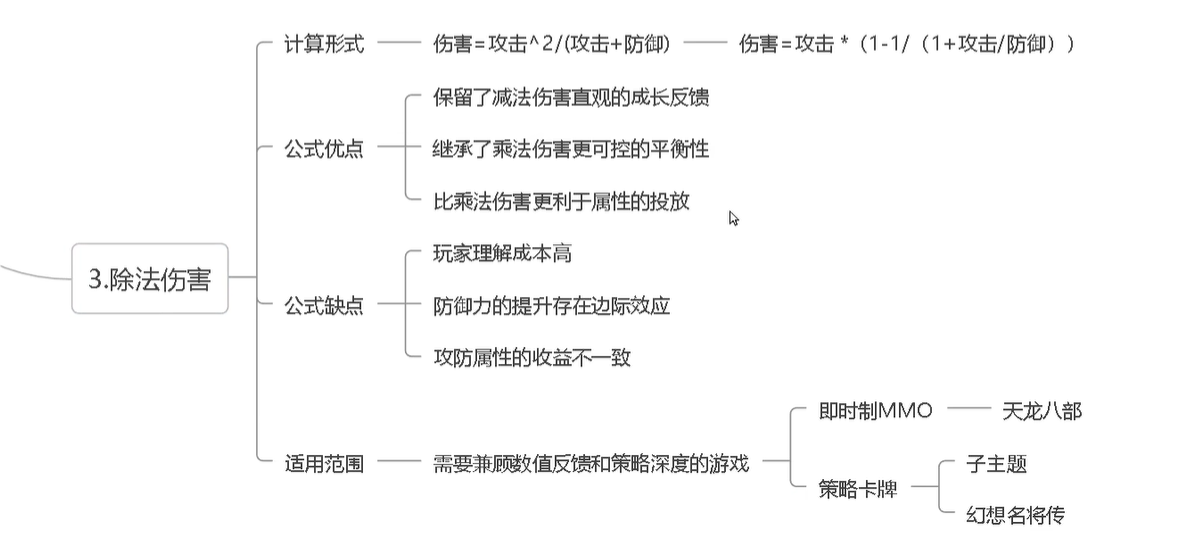 计算形式
伤害=攻击^2/(攻击+防御)
伤害=攻击*（1-1/（1+攻击/防御））
公式优点
保留了减法伤害直观的成长反馈
继承了乘法伤害更可控的平衡性
比乘法伤害更利于属性的投放
3.除法伤害
公式缺点
玩家理解成本高
防御力的提升存在边际效应
攻防属性的收益不一致
适用范围
需要兼顾数值反馈和策略深度的游戏
即时制MMO
天龙八部
策略卡牌
子主题
幻想名将传